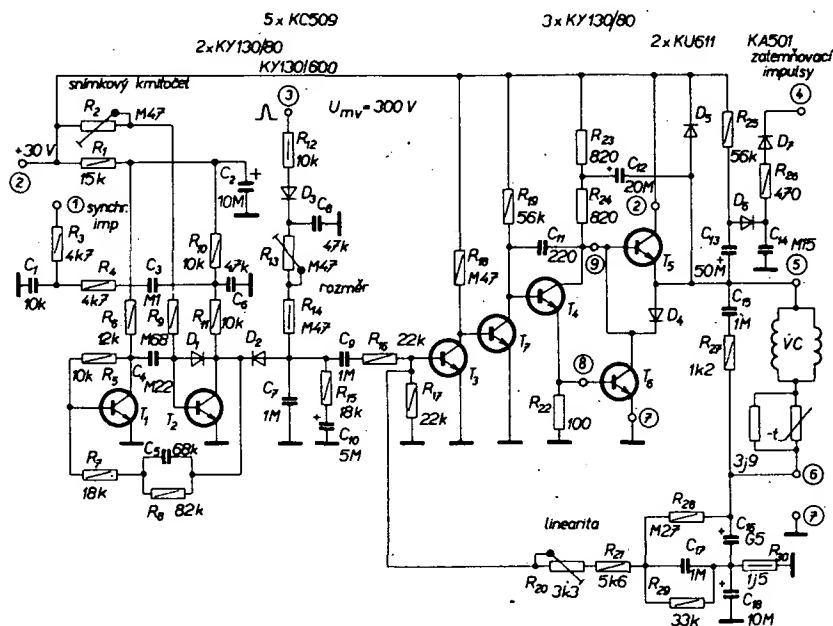 5 x KC509
3 x KY130/80
2 x KY130/80
2 x KU611
KA501
KY130/600
zatemňovací
impulsy
snímkový kmitočet
3
4
U_mv = 300 V
R2
M47
R12
10k
R23
820
D5
R25
56k
D7
+30 V
R1
15k
C2
10M
D3
C12
20M
R26
470
2
1
synchr.
imp
C8
47k
R19
56k
R24
820
2
D6
R3
4k7
R10
10k
R13
M47
R18
M47
C11
220
C13
50M
C14
M15
C1
10k
R4
4k7
C3
M1
47k
C6
rozměr
9
T5
5
R6
12k
R9
M68
R11
10k
R14
M47
T4
D4
C15
1M
10k
R5
C4
M22
D1
D2
C9
1M
R16
22k
T3
T7
VC
T1
T2
C7
1M
R15
18k
R17
22k
8
T6
R27
1k2
C10
5M
R22
100
7
-t
R7
18k
C5
68k
3j9
6
R8
82k
R28
M27
7
linearita
C16
G5
R20
3k3
R21
5k6
C17
1M
R30
1j5
R29
33k
C18
10M